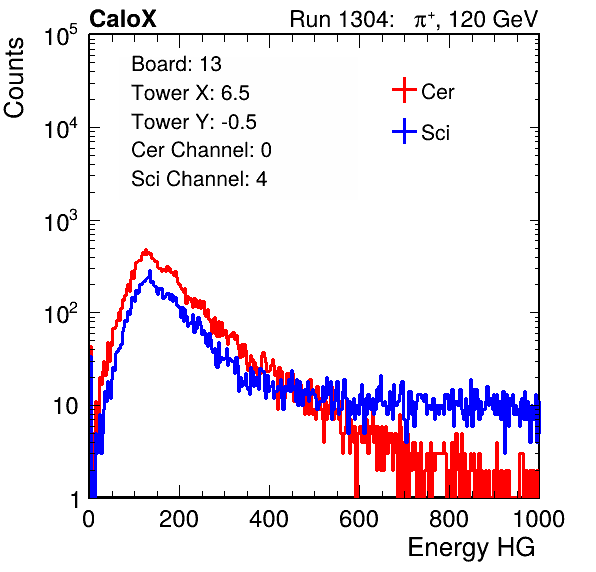 CaloX Run 1304: π⁺, 120 GeV
Board: 13
Tower X: 6.5
Tower Y: -0.5
Cer Channel: 0
Sci Channel: 4
Cer
Sci
Counts
10⁵
10⁴
10³
10²
10
1
0 200 400 600 800 1000
Energy HG